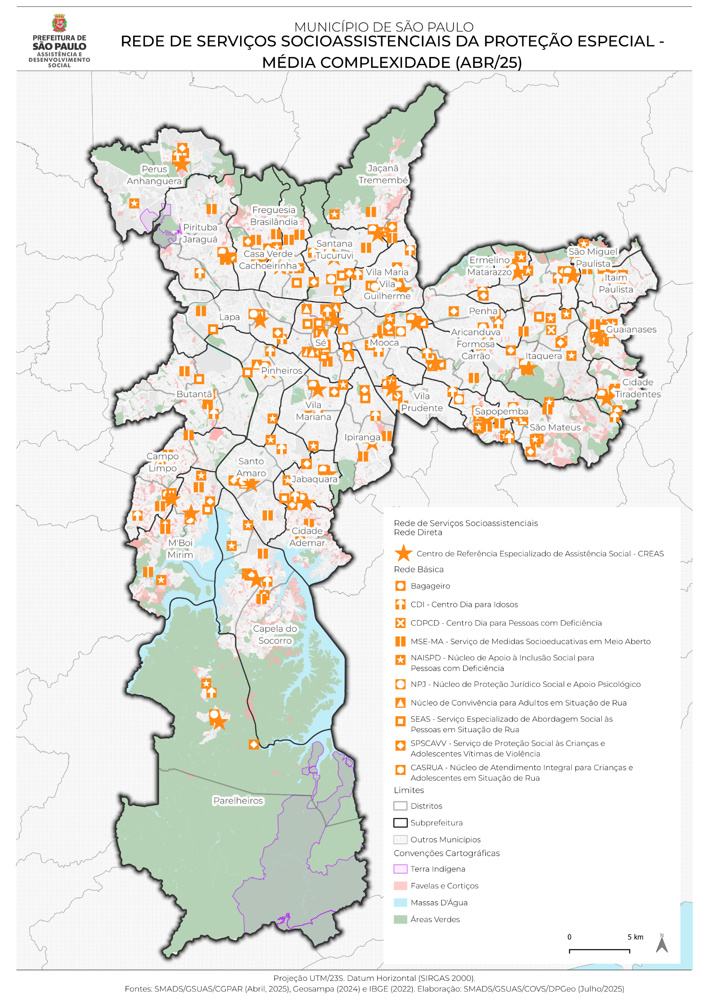 PREFEITURA DE
SÃO PAULO
ASSISTÊNCIA E
DESENVOLVIMENTO
SOCIAL
MUNICÍPIO DE SÃO PAULO
REDE DE SERVIÇOS SOCIOASSISTENCIAIS DA PROTEÇÃO ESPECIAL -
MÉDIA COMPLEXIDADE (ABR/25)
Perus
Anhanguera
Jaçanã
Tremembé
Freguesia
Brasilândia
Pirituba
Jaraguá
Santana
Tucuruvi
Casa Verde
Cachoeirinha
Vila Maria
Vila
Guilherme
Ermelino
Matarazzo
São Miguel
Paulista
Itaim
Paulista
Lapa
Penha
Aricanduva
Formosa
Carrão
Guaianases
Sé
Mooca
Itaquera
Pinheiros
Cidade
Tiradentes
Butantã
Vila
Mariana
Vila
Prudente
Sapopemba
São Mateus
Ipiranga
Campo
Limpo
Santo
Amaro
Jabaquara
Cidade
Ademar
M'Boi
Mirim
Capela do
Socorro
Parelheiros
Rede de Serviços Socioassistenciais
Rede Direta
Centro de Referência Especializado de Assistência Social - CREAS
Rede Básica
Bagageiro
CDI - Centro Dia para Idosos
CDPCD - Centro Dia para Pessoas com Deficiência
MSE-MA - Serviço de Medidas Socioeducativas em Meio Aberto
NAISPD - Núcleo de Apoio à Inclusão Social para
Pessoas com Deficiência
NPJ - Núcleo de Proteção Jurídico Social e Apoio Psicológico
Núcleo de Convivência para Adultos em Situação de Rua
SEAS - Serviço Especializado de Abordagem Social às
Pessoas em Situação de Rua
SPSCAVV - Serviço de Proteção Social às Crianças e
Adolescentes Vítimas de Violência
CASRUA - Núcleo de Atendimento Integral para Crianças e
Adolescentes em Situação de Rua
Limites
Distritos
Subprefeitura
Outros Municípios
Convenções Cartográficas
Terra Indígena
Favelas e Cortiços
Massas D'Água
Áreas Verdes
0 5 km
N
Projeção UTM/23S. Datum Horizontal (SIRGAS 2000).
Fontes: SMADS/GSUAS/CGPAR (Abril, 2025), Geosampa (2024) e IBGE (2022). Elaboração: SMADS/GSUAS/COVS/DPGeo (Julho/2025)